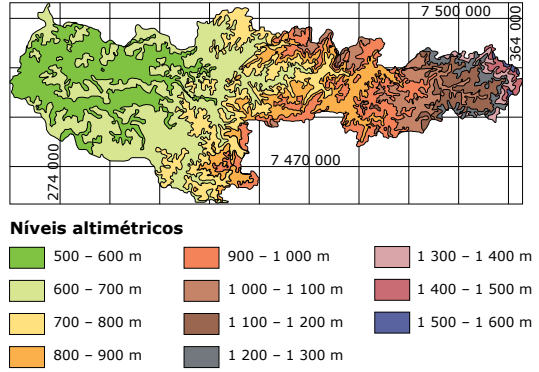 7 500 000
364 000
7 470 000
274 000
Níveis altimétricos
500 – 600 m
600 – 700 m
700 – 800 m
800 – 900 m
900 – 1 000 m
1 000 – 1 100 m
1 100 – 1 200 m
1 200 – 1 300 m
1 300 – 1 400 m
1 400 – 1 500 m
1 500 – 1 600 m